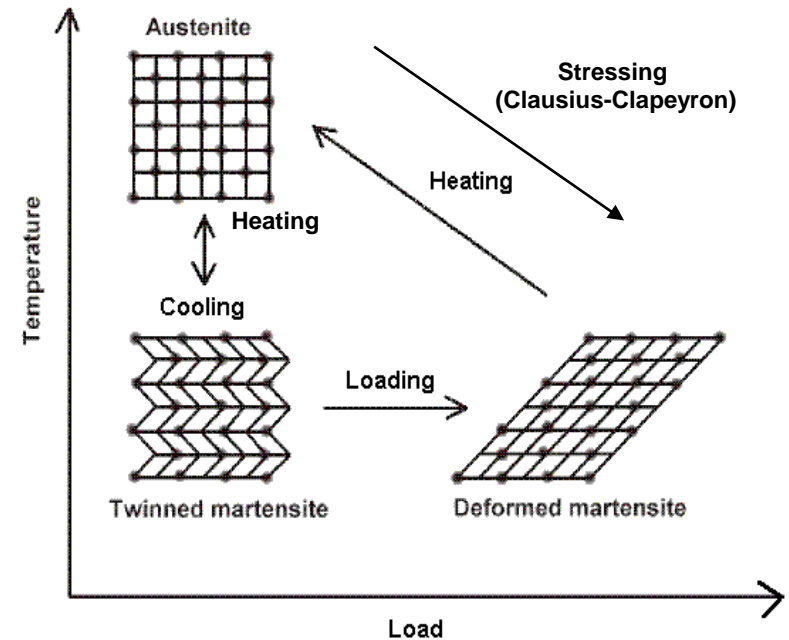 Austenite
Stressing
(Clausius-Clapeyron)
Heating
Heating
Cooling
Temperature
Loading
Twinned martensite
Deformed martensite
Load